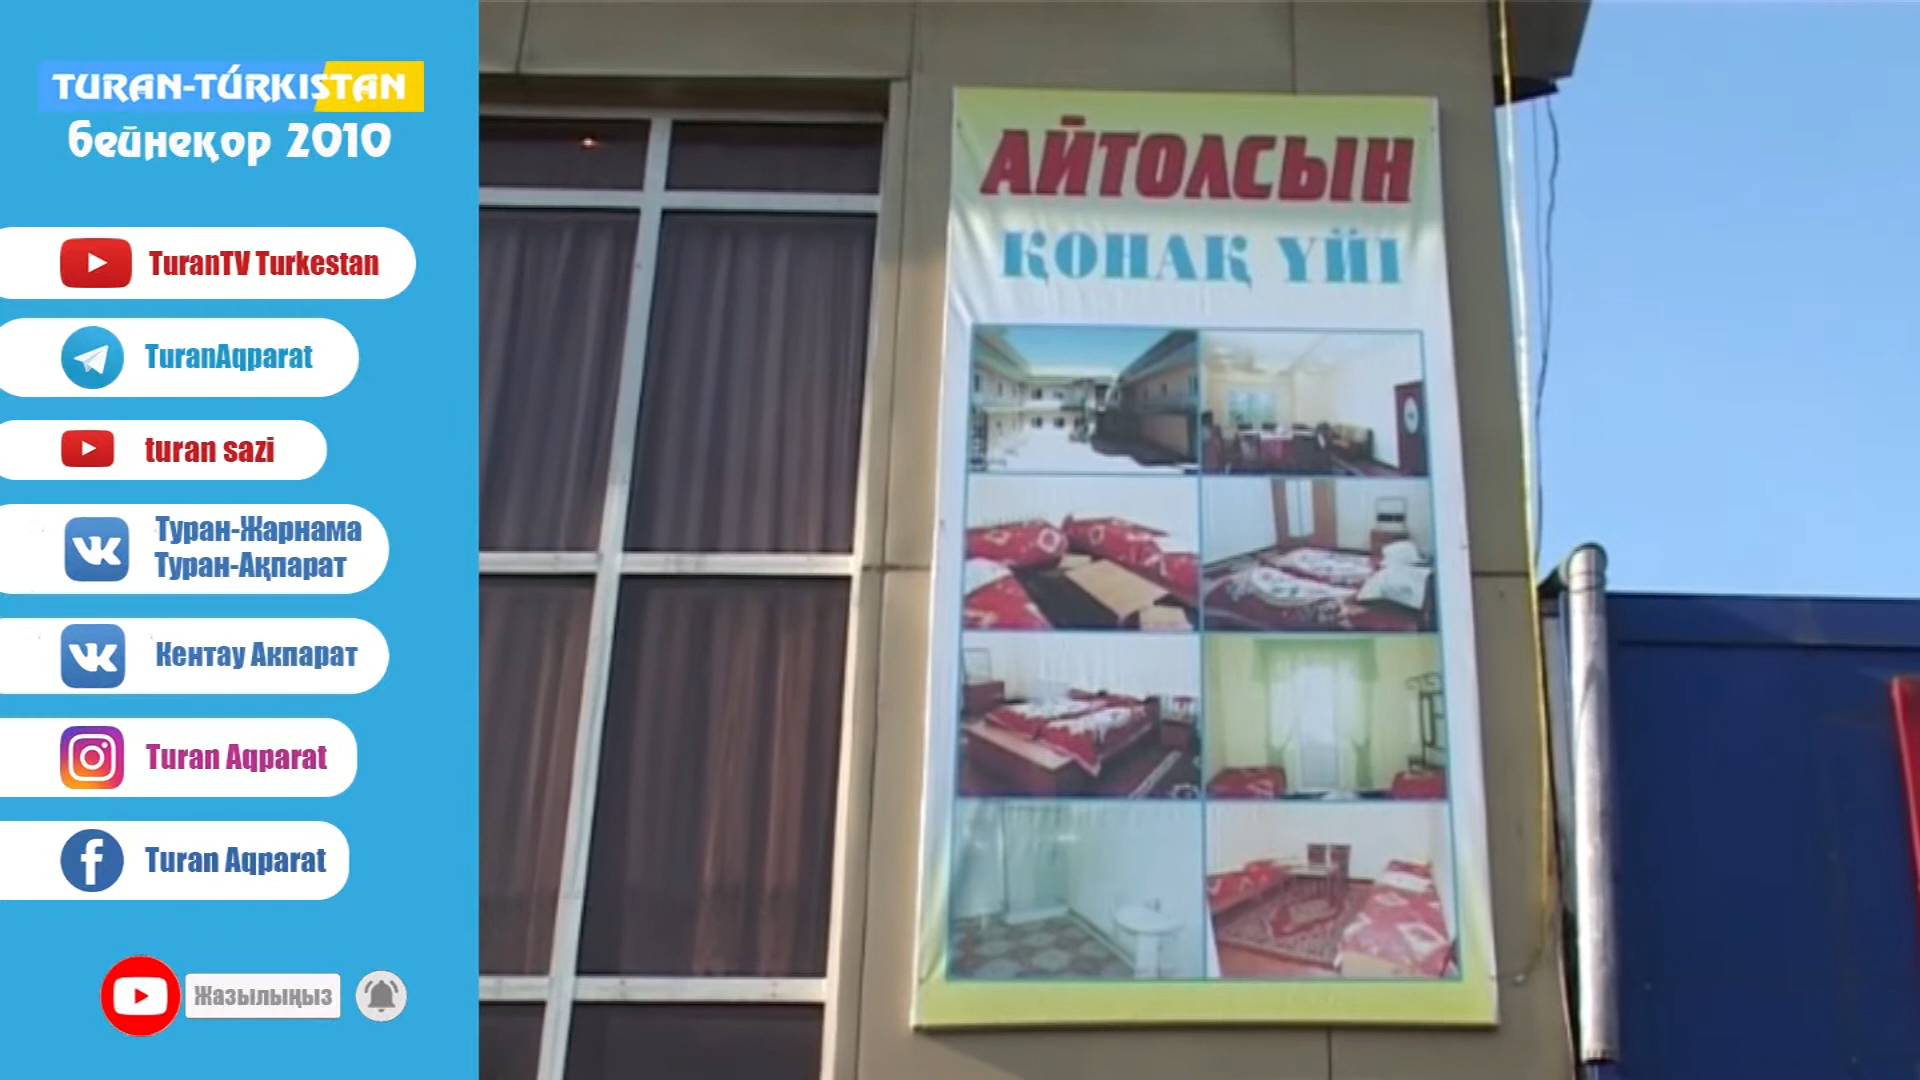 TURAN-TÚRKISTAN
бейнеқор 2010
TuranTV Turkestan
TuranAqparat
turan sazi
Туран-Жарнама
Туран-Ақпарат
Кентау Акпарат
Turan Aqparat
Turan Aqparat
Жазылыңыз
АЙТОЛСЫН
ҚОНАҚ ҮЙІ